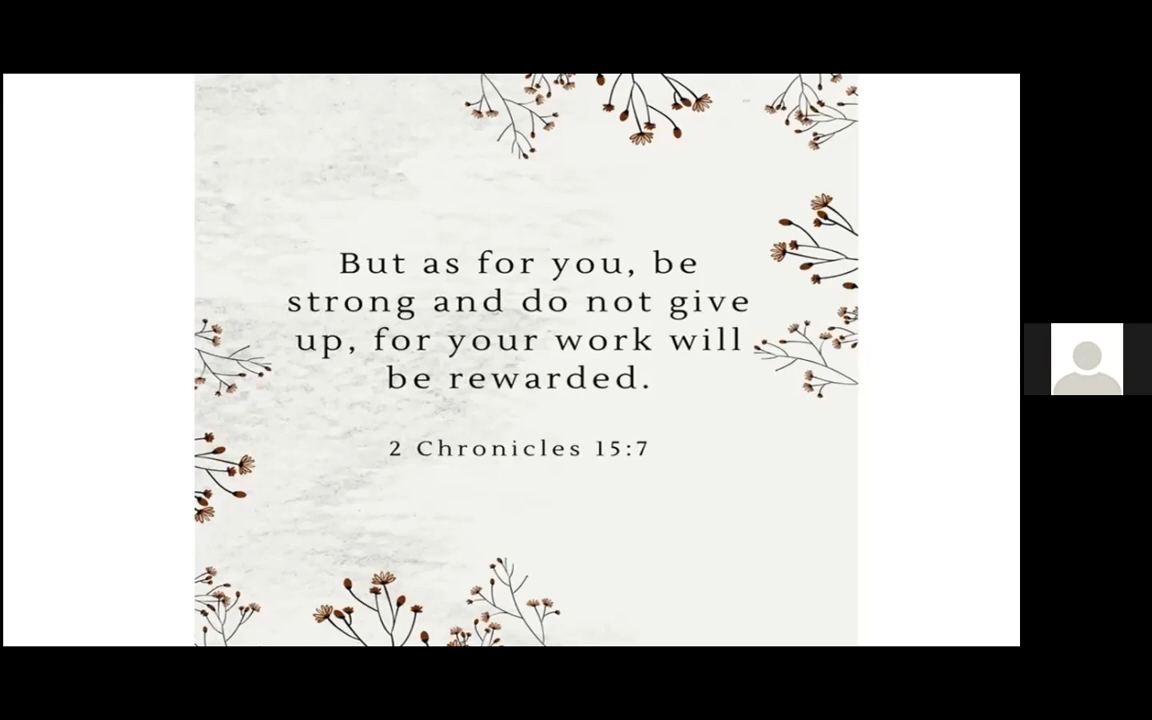 But as for you, be
strong and do not give
up, for your work will
be rewarded.
2 Chronicles 15:7